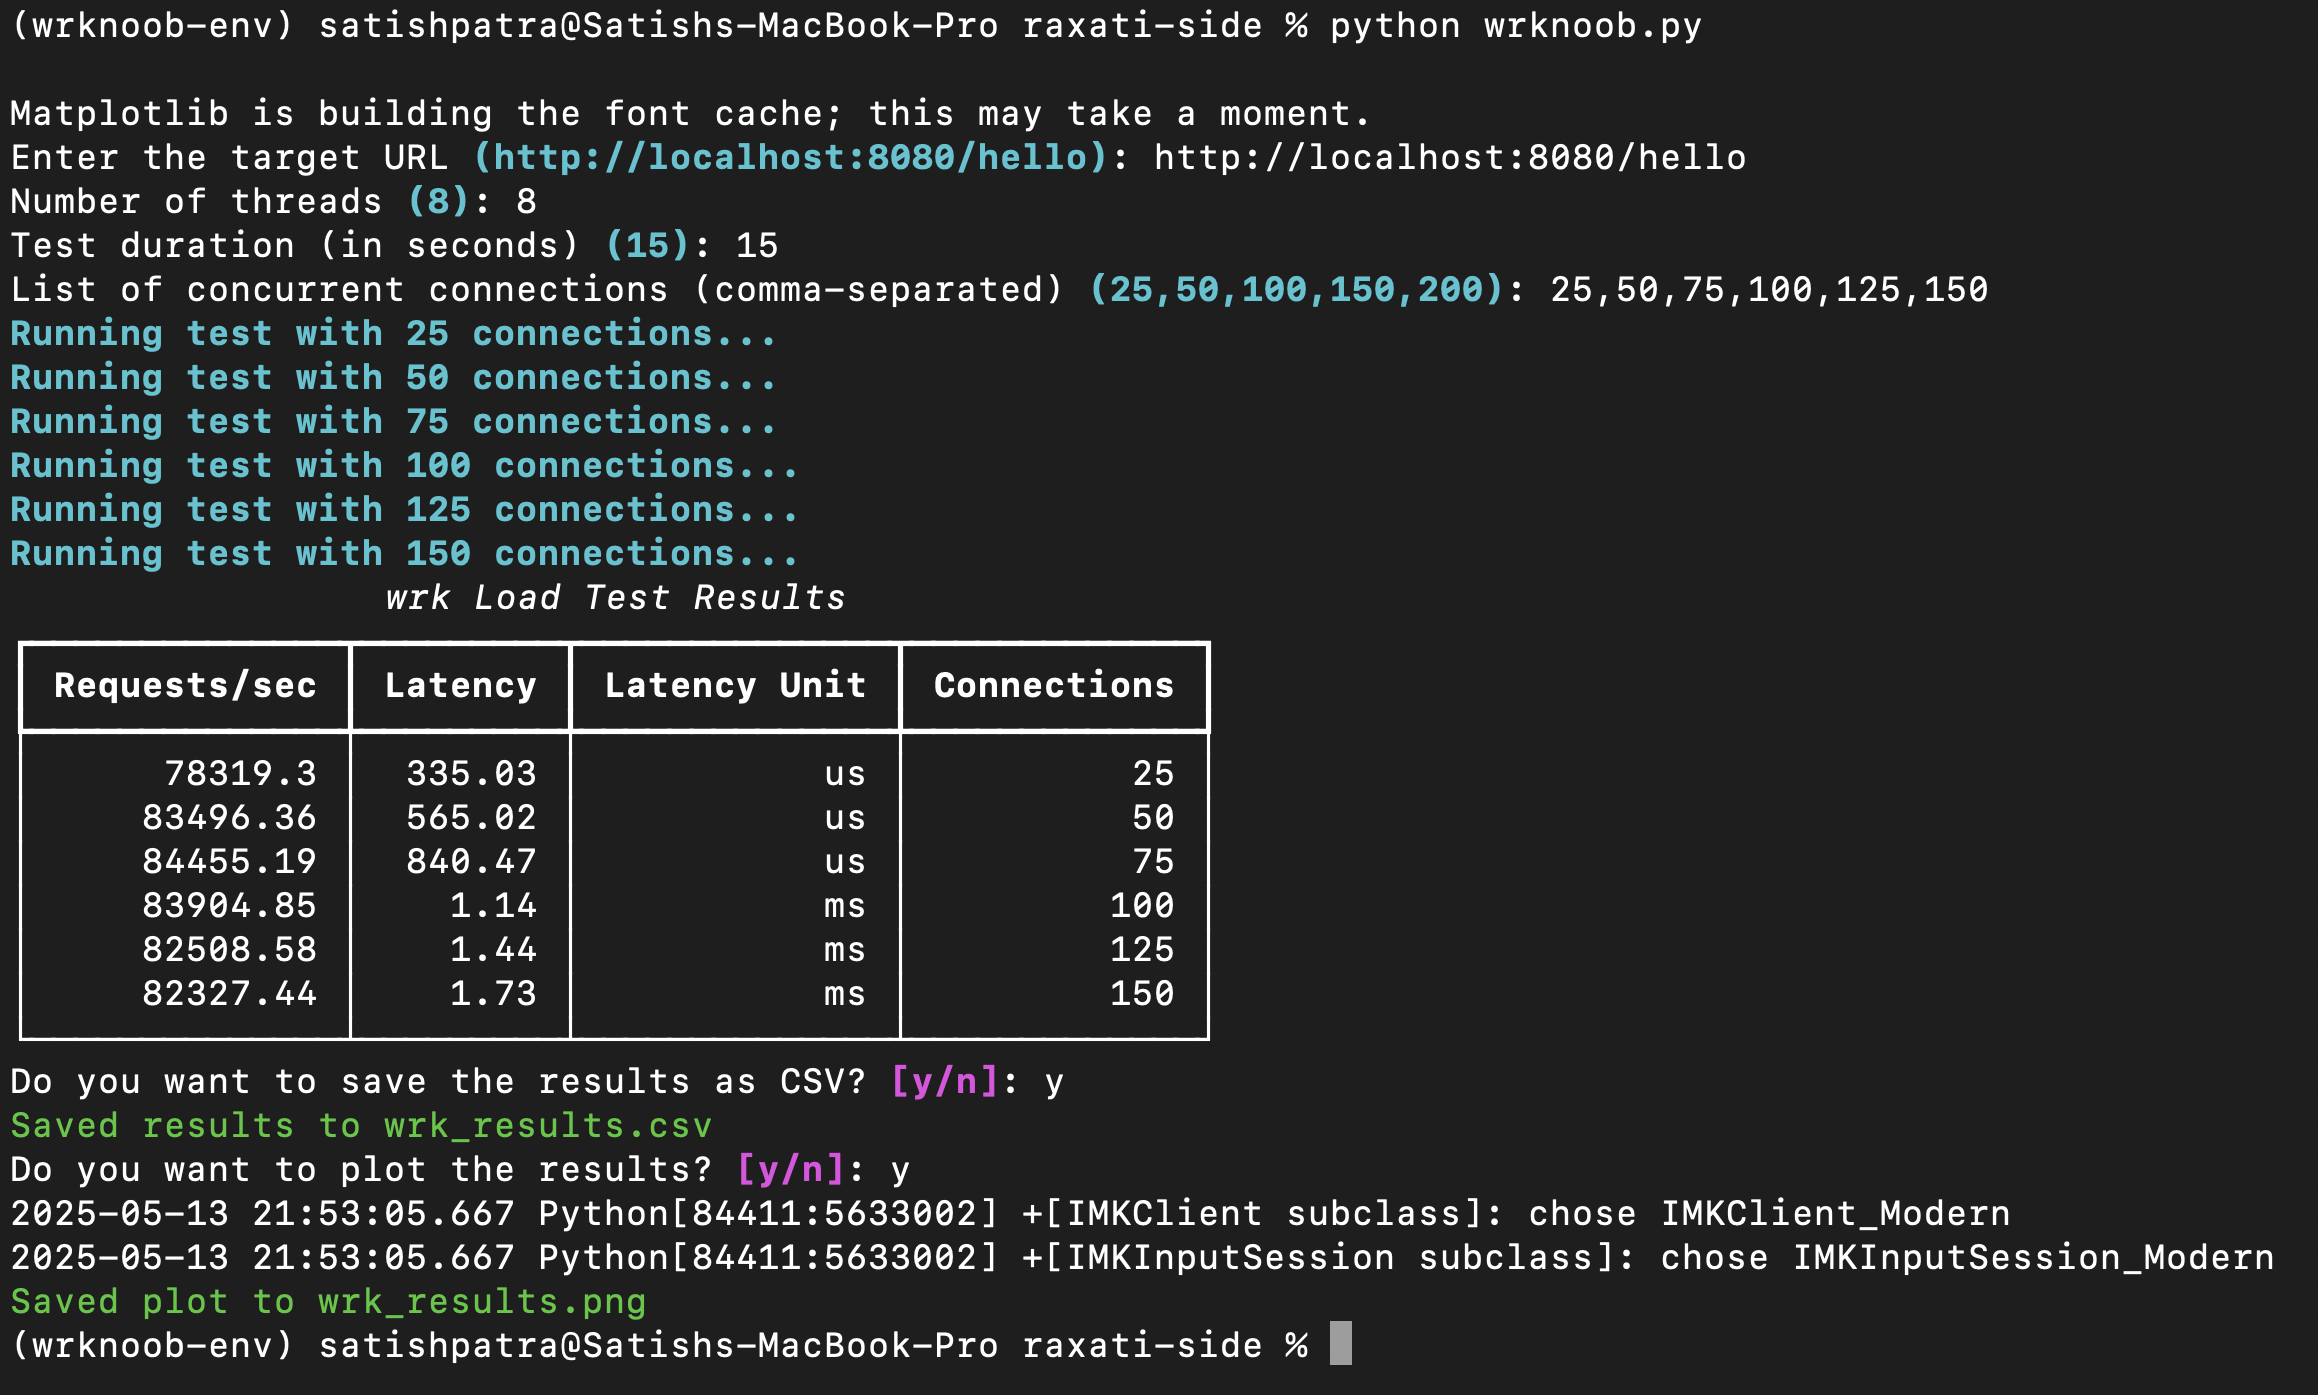 (wrknoob-env) satishpatra@Satishs-MacBook-Pro raxati-side % python wrknoob.py
Matplotlib is building the font cache; this may take a moment.
Enter the target URL (http://localhost:8080/hello): http://localhost:8080/hello
Number of threads (8): 8
Test duration (in seconds) (15): 15
List of concurrent connections (comma-separated) (25,50,100,150,200): 25,50,75,100,125,150
Running test with 25 connections...
Running test with 50 connections...
Running test with 75 connections...
Running test with 100 connections...
Running test with 125 connections...
Running test with 150 connections...
wrk Load Test Results
Requests/sec Latency Latency Unit Connections
78319.3 335.03 us 25
83496.36 565.02 us 50
84455.19 840.47 us 75
83904.85 1.14 ms 100
82508.58 1.44 ms 125
82327.44 1.73 ms 150
Do you want to save the results as CSV? [y/n]: y
Saved results to wrk_results.csv
Do you want to plot the results? [y/n]: y
2025-05-13 21:53:05.667 Python[84411:5633002] +[IMKClient subclass]: chose IMKClient_Modern
2025-05-13 21:53:05.667 Python[84411:5633002] +[IMKInputSession subclass]: chose IMKInputSession_Modern
Saved plot to wrk_results.png
(wrknoob-env) satishpatra@Satishs-MacBook-Pro raxati-side %